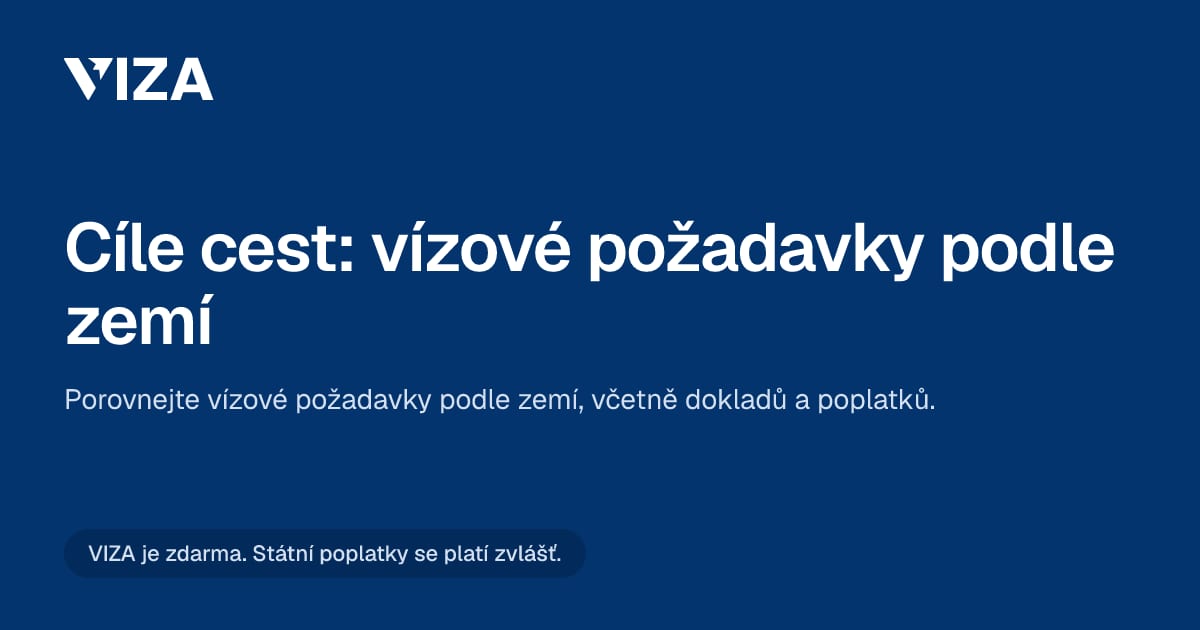 VIZA
Cíle cest: vízové požadavky podle
zemí
Porovnejte vízové požadavky podle zemí, včetně dokladů a poplatků.
VIZA je zdarma. Státní poplatky se platí zvlášť.